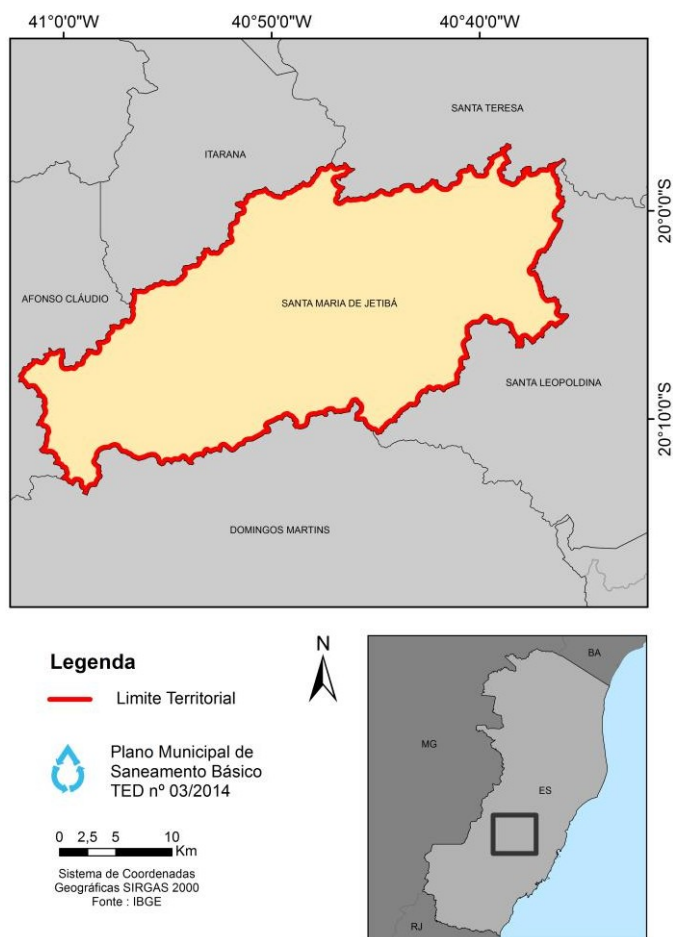 41°0'0"W 40°50'0"W 40°40'0"W
SANTA TERESA
ITARANA
20°0'0"S
AFONSO CLÁUDIO
SANTA MARIA DE JETIBÁ
SANTA LEOPOLDINA
20°10'0"S
DOMINGOS MARTINS
Legenda
Limite Territorial
Plano Municipal de
Saneamento Básico
TED nº 03/2014
0 2,5 5 10
Km
Sistema de Coordenadas
Geográficas SIRGAS 2000
Fonte : IBGE
N
BA
MG
ES
RJ